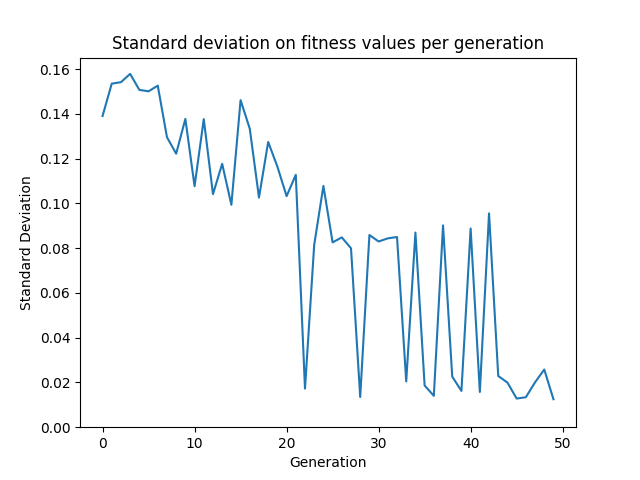 Standard deviation on fitness values per generation
0.16
0.14
0.12
0.10
0.08
0.06
0.04
0.02
0.00
Standard Deviation
0 10 20 30 40 50
Generation